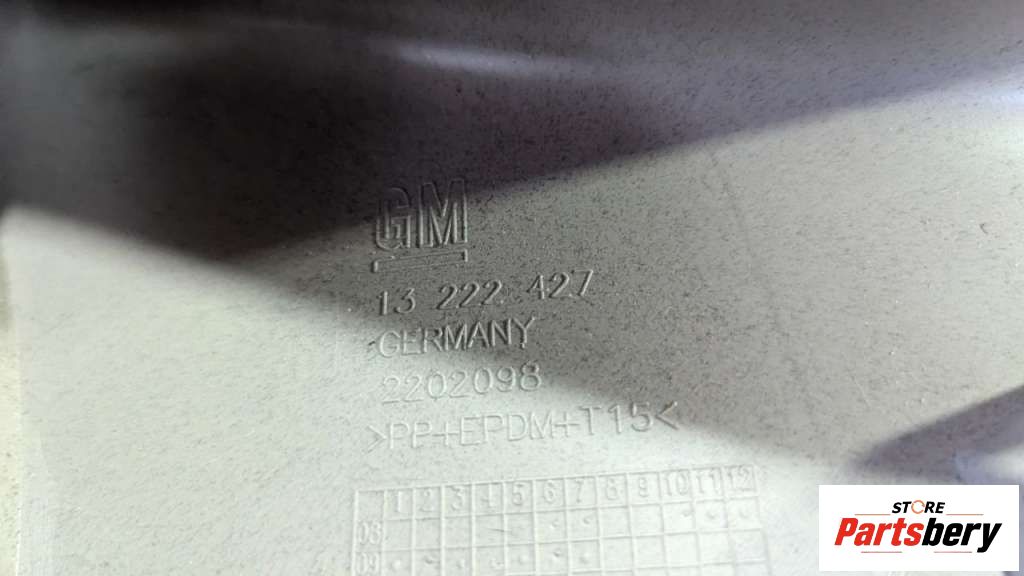 GM
13 222 427
GERMANY
2202098
>PP+EPDM+T15<
1 2 3 4 5 6 7 8 9 10 11 12
08
09
STORE
Partsbery